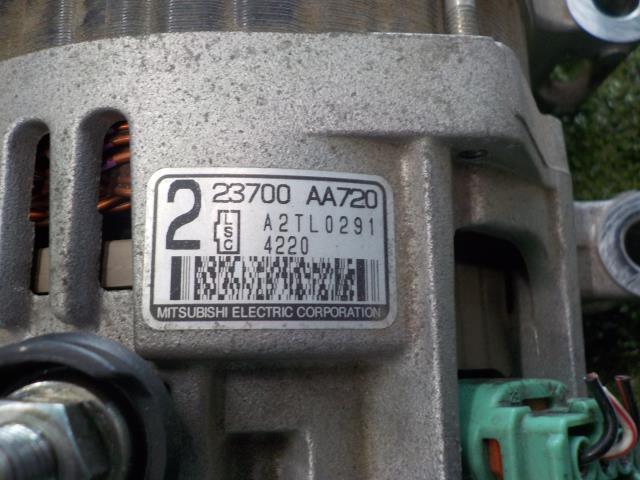 2 23700 AA720
LSC A2TL0291
4220
MITSUBISHI ELECTRIC CORPORATION